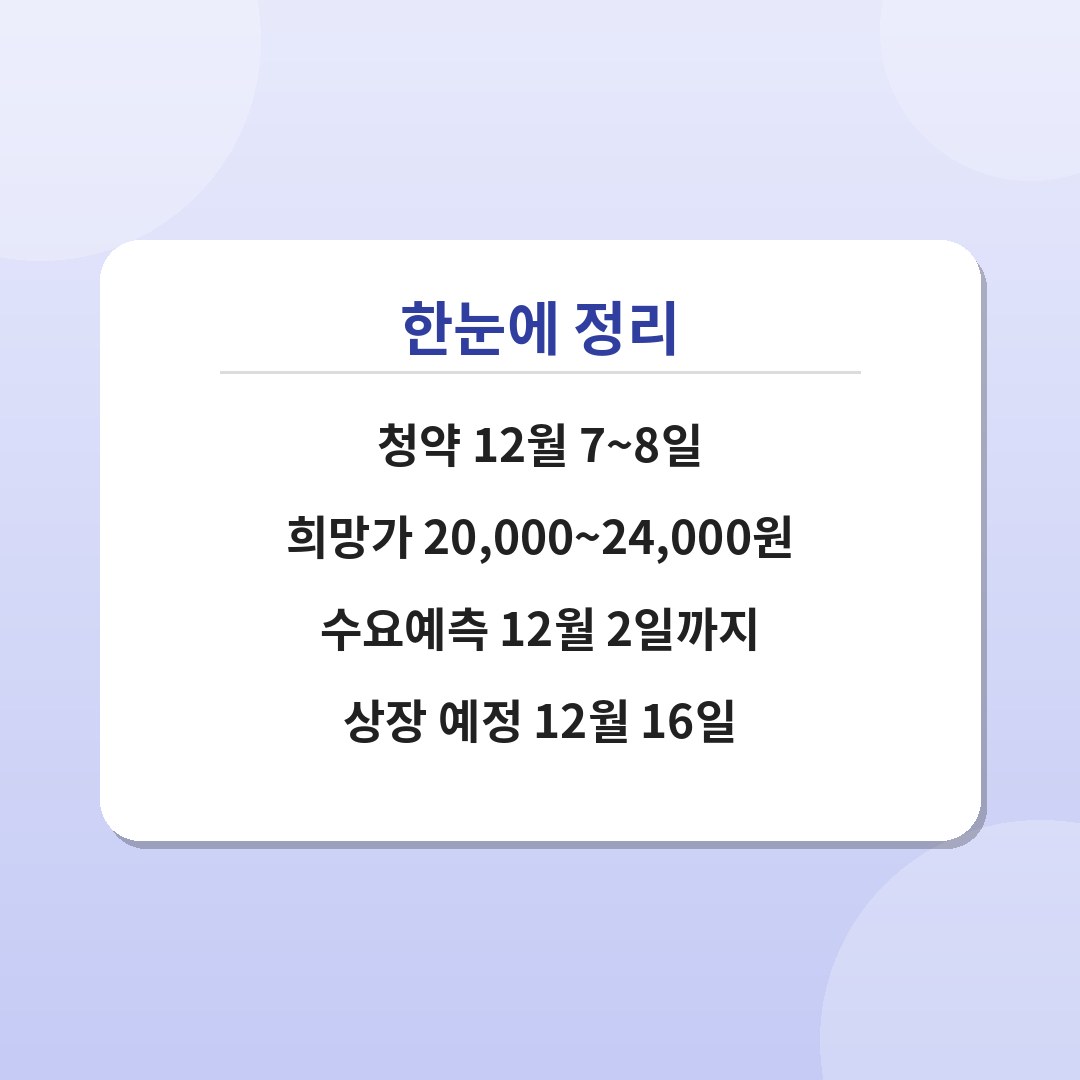 한눈에 정리
청약 12월 7~8일
희망가 20,000~24,000원
수요예측 12월 2일까지
상장 예정 12월 16일